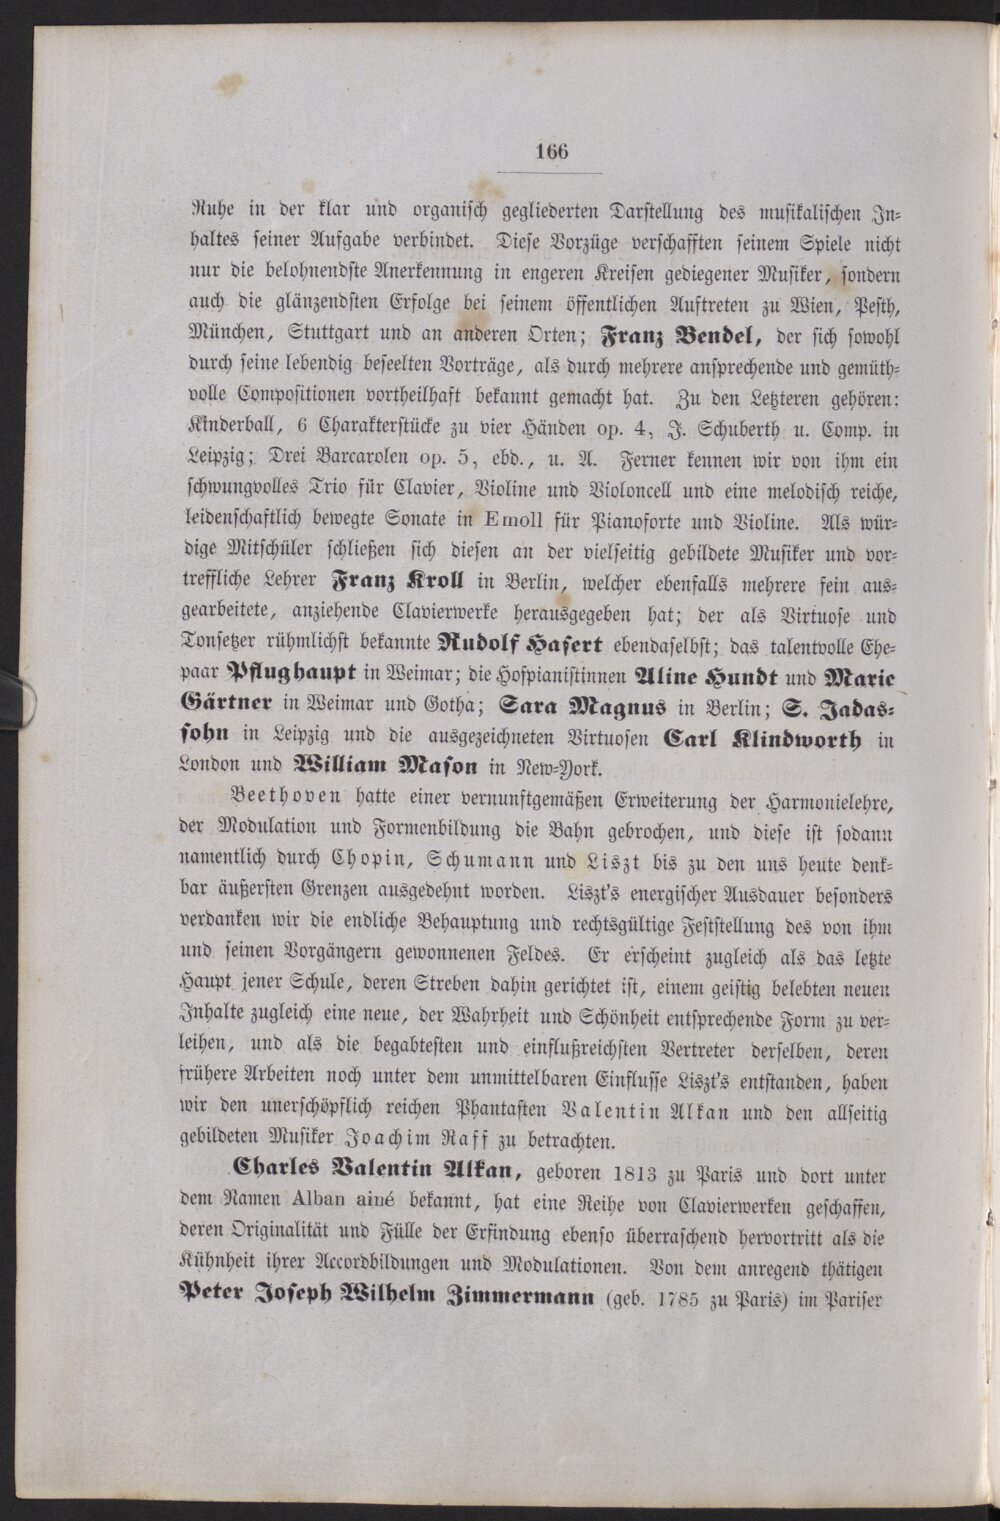 166
Ruhe in der klar und organisch gegliederten Darstellung des musikalischen In-
haltes seiner Aufgabe verbindet. Diese Vorzüge verschafften seinem Spiele nicht
nur die belohnendste Anerkennung in engeren Kreisen gediegener Musiker, sondern
auch die glänzendsten Erfolge bei seinem öffentlichen Auftreten zu Wien, Pesth,
München, Stuttgart und an anderen Orten; Franz Bendel, der sich sowohl
durch seine lebendig beseelten Vorträge, als durch mehrere ansprechende und gemüth-
volle Compositionen vortheilhaft bekannt gemacht hat. Zu den Letzteren gehören:
Kinderball, 6 Charakterstücke zu vier Händen op. 4, J. Schuberth u. Comp. in
Leipzig; Drei Barcarolen op. 5, ebd., u. A. Ferner kennen wir von ihm ein
schwungvolles Trio für Clavier, Violine und Violoncell und eine melodisch reiche,
leidenschaftlich bewegte Sonate in Emoll für Pianoforte und Violine. Als wür-
dige Mitschüler schließen sich diesen an der vielseitig gebildete Musiker und vor-
treffliche Lehrer Franz Kroll in Berlin, welcher ebenfalls mehrere fein aus-
gearbeitete, anziehende Clavierwerke herausgegeben hat; der als Virtuose und
Tonsetzer rühmlichst bekannte Rudolf Hasert ebendaselbst; das talentvolle Ehe-
paar Pflughaupt in Weimar; die Hofpianistinnen Aline Hundt und Marie
Gärtner in Weimar und Gotha; Sara Magnus in Berlin; S. Jadas-
sohn in Leipzig und die ausgezeichneten Virtuosen Carl Klindworth in
London und William Mason in New-York.
Beethoven hatte einer vernunftgemäßen Erweiterung der Harmonielehre,
der Modulation und Formenbildung die Bahn gebrochen, und diese ist sodann
namentlich durch Chopin, Schumann und Liszt bis zu den uns heute denk-
bar äußersten Grenzen ausgedehnt worden. Liszt's energischer Ausdauer besonders
verdanken wir die endliche Behauptung und rechtsgültige Feststellung des von ihm
und seinen Vorgängern gewonnenen Feldes. Er erscheint zugleich als das letzte
Haupt jener Schule, deren Streben dahin gerichtet ist, einem geistig belebten neuen
Inhalte zugleich eine neue, der Wahrheit und Schönheit entsprechende Form zu ver-
leihen, und als die begabtesten und einflußreichsten Vertreter derselben, deren
frühere Arbeiten noch unter dem unmittelbaren Einflusse Liszt's entstanden, haben
wir den unerschöpflich reichen Phantasten Valentin Alkan und den allseitig
gebildeten Musiker Joachim Raff zu betrachten.
Charles Valentin Alkan, geboren 1813 zu Paris und dort unter
dem Namen Alban ainé bekannt, hat eine Reihe von Clavierwerken geschaffen,
deren Originalität und Fülle der Erfindung ebenso überraschend hervortritt als die
Kühnheit ihrer Accordbildungen und Modulationen. Von dem anregend thätigen
Peter Joseph Wilhelm Zimmermann (geb. 1785 zu Paris) im Pariser